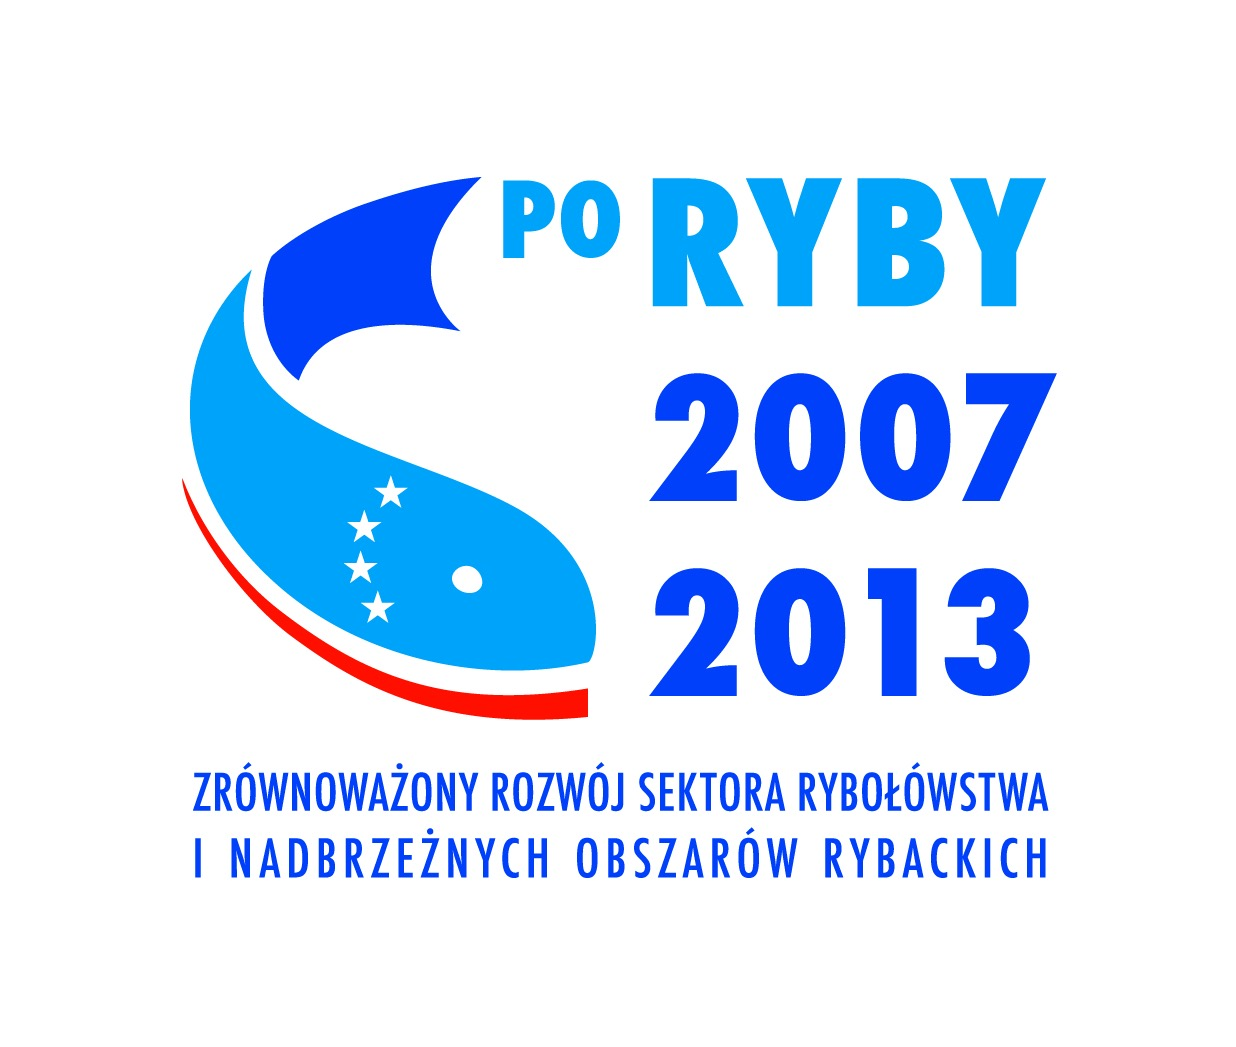 PO RYBY
2007
2013
ZRÓWNOWAŻONY ROZWÓJ SEKTORA RYBOŁÓWSTWA
I NADBRZEŻNYCH OBSZARÓW RYBACKICH